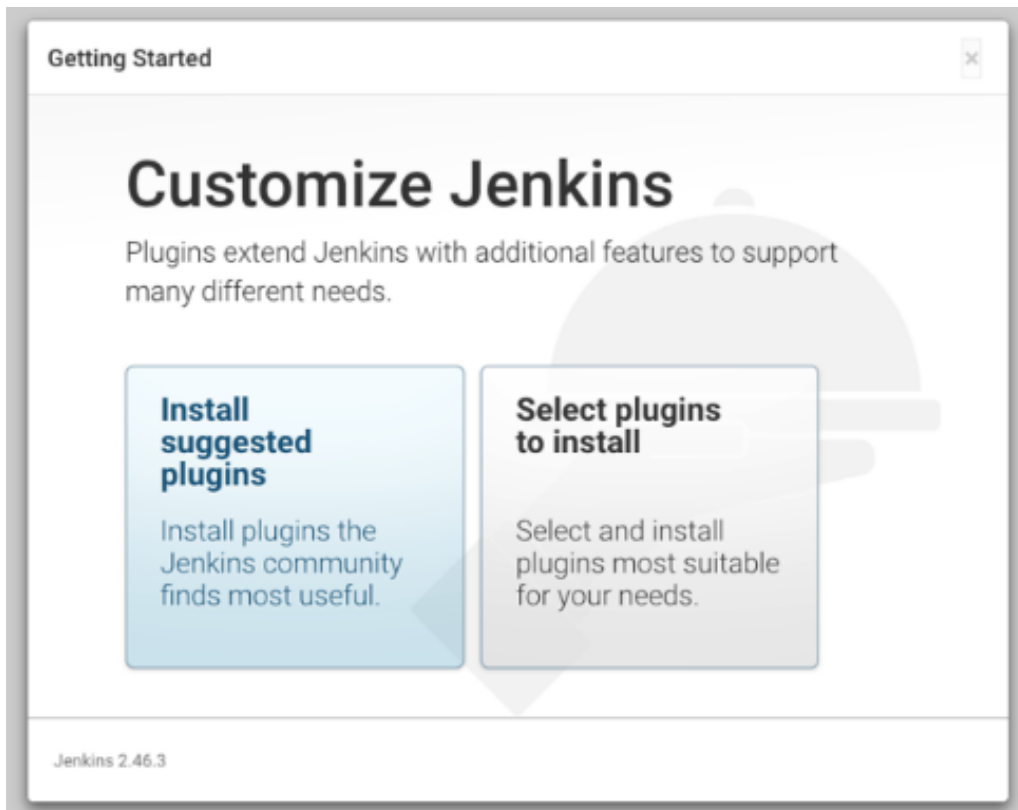 Getting Started
×
Customize Jenkins
Plugins extend Jenkins with additional features to support
many different needs.
Install
suggested
plugins
Install plugins the
Jenkins community
finds most useful.
Select plugins
to install
Select and install
plugins most suitable
for your needs.
Jenkins 2.46.3